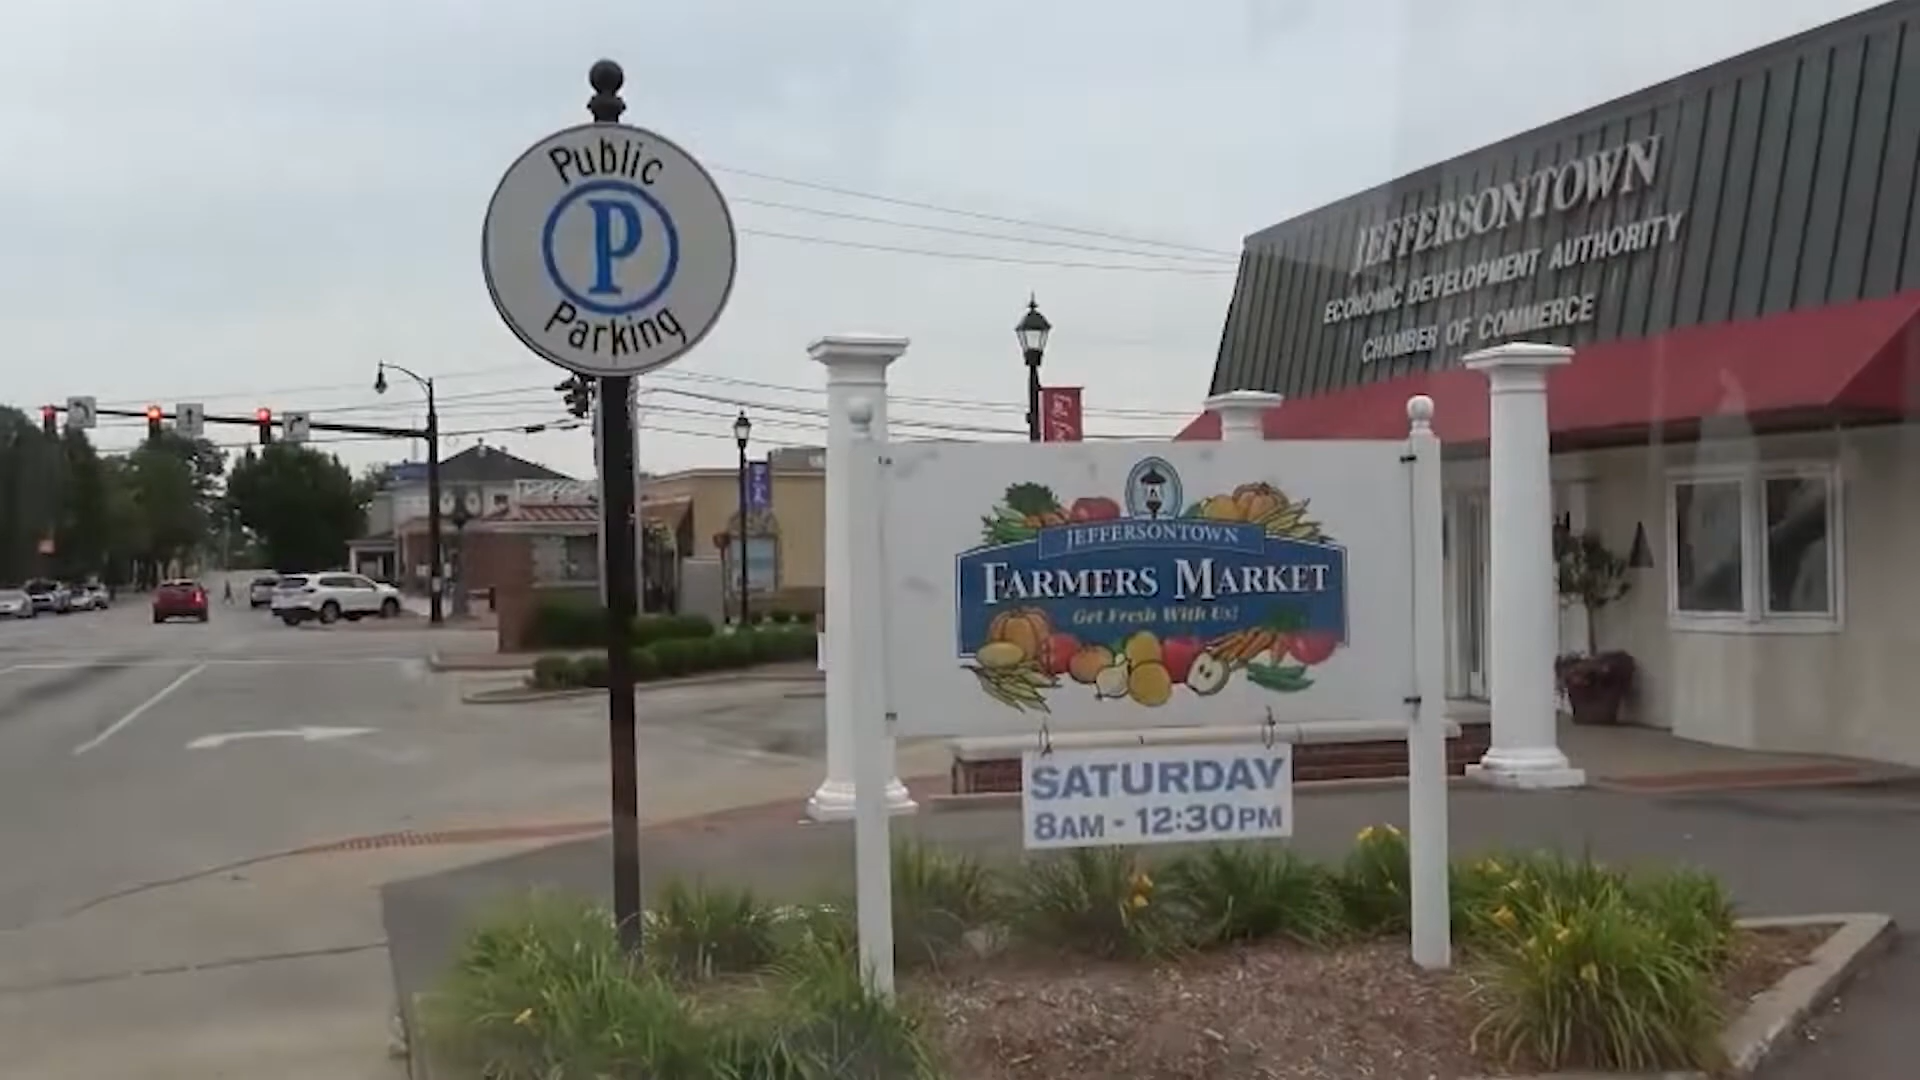 Public
P
Parking
JEFFERSONTOWN
ECONOMIC DEVELOPMENT AUTHORITY
CHAMBER OF COMMERCE
JEFFERSONTOWN
FARMERS MARKET
Get Fresh With Us!
SATURDAY
8AM - 12:30PM